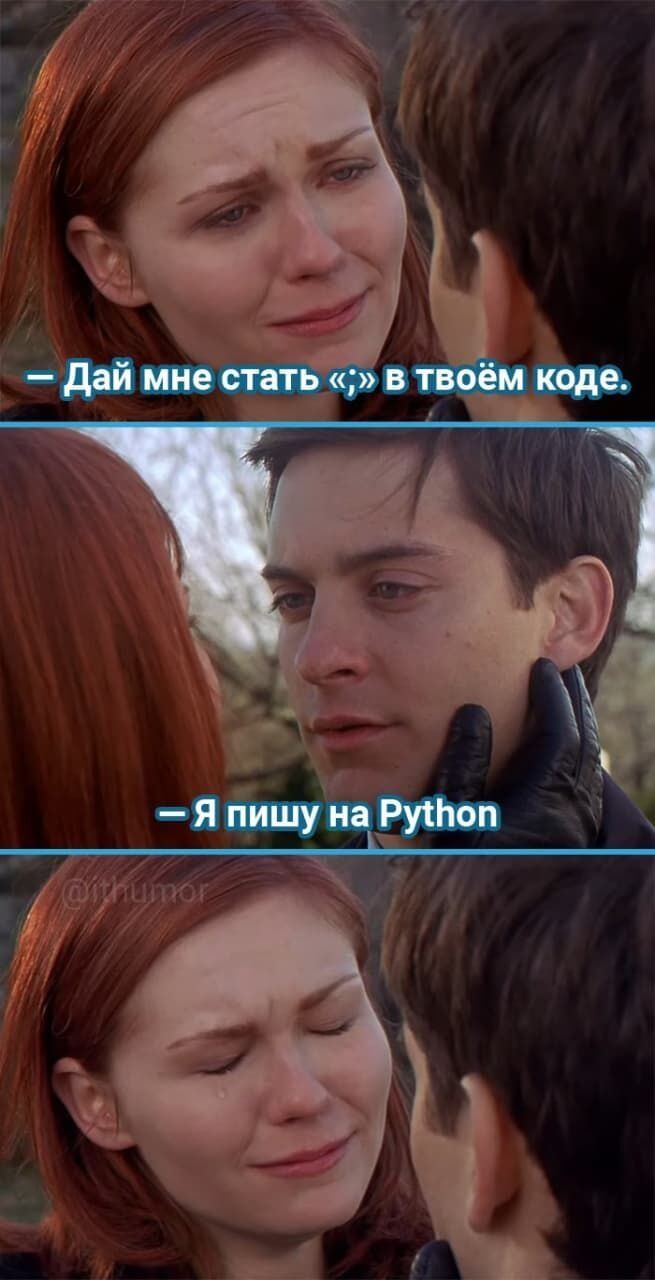 — Дай мне стать «;» в твоём коде.
— Я пишу на Python
@ithumor